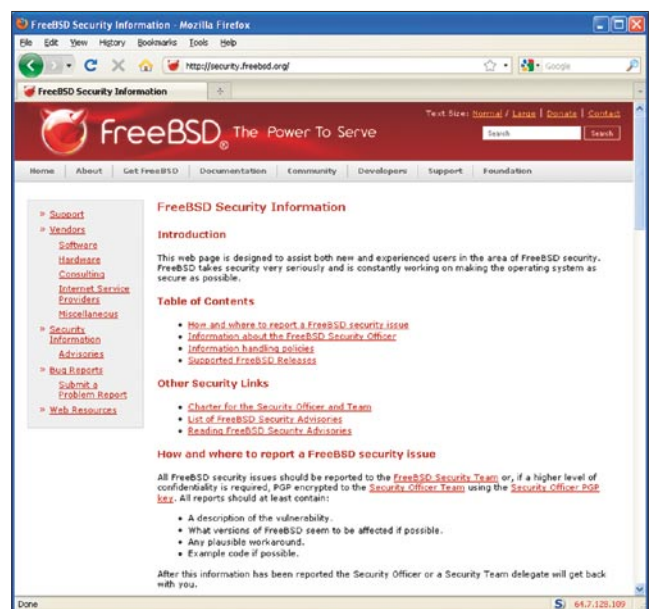 FreeBSD Security Information - Mozilla Firefox
File Edit View History Bookmarks Tools Help
http://security.freebsd.org/
Google
FreeBSD Security Information
Text Size: Normal / Large | Donate | Contact
FreeBSD® The Power To Serve
Search Search
Home About Get FreeBSD Documentation Community Developers Support Foundation
» Support
» Vendors
Software
Hardware
Consulting
Internet Service
Providers
Miscellaneous
» Security
Information
Advisories
» Bug Reports
Submit a
Problem Report
» Web Resources
FreeBSD Security Information
Introduction
This web page is designed to assist both new and experienced users in the area of FreeBSD security.
FreeBSD takes security very seriously and is constantly working on making the operating system as
secure as possible.
Table of Contents
• How and where to report a FreeBSD security issue
• Information about the FreeBSD Security Officer
• Information handling policies
• Supported FreeBSD Releases
Other Security Links
• Charter for the Security Officer and Team
• List of FreeBSD Security Advisories
• Reading FreeBSD Security Advisories
How and where to report a FreeBSD security issue
All FreeBSD security issues should be reported to the FreeBSD Security Team or, if a higher level of
confidentiality is required, PGP encrypted to the Security Officer Team using the Security Officer PGP
key. All reports should at least contain:
• A description of the vulnerability.
• What versions of FreeBSD seem to be affected if possible.
• Any plausible workaround.
• Example code if possible.
After this information has been reported the Security Officer or a Security Team delegate will get back
with you.
Done
S 64.7.128.109